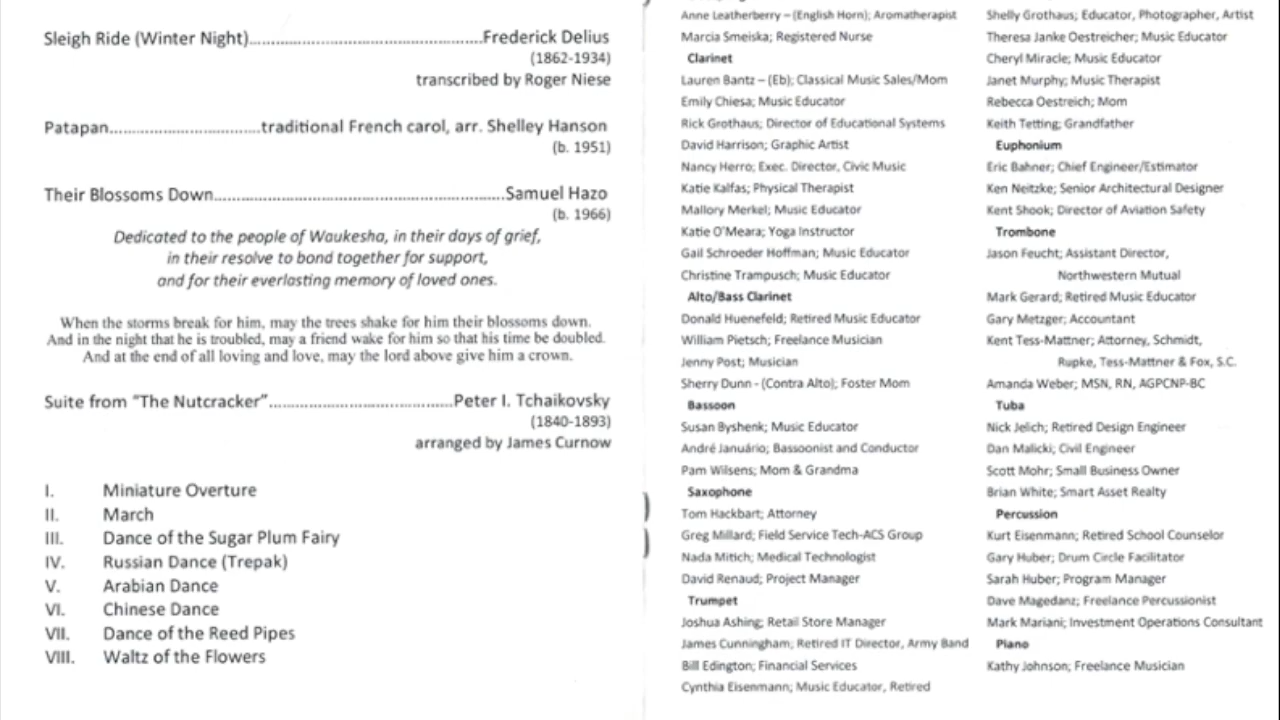 Sleigh Ride (Winter Night)......................................................Frederick Delius
(1862-1934)
transcribed by Roger Niese
Patapan...................................traditional French carol, arr. Shelley Hanson
(b. 1951)
Their Blossoms Down...................................................................Samuel Hazo
(b. 1966)
Dedicated to the people of Waukesha, in their days of grief,
in their resolve to bond together for support,
and for their everlasting memory of loved ones.
When the storms break for him, may the trees shake for him their blossoms down.
And in the night that he is troubled, may a friend wake for him so that his time be doubled.
And at the end of all loving and love, may the lord above give him a crown.
Suite from “The Nutcracker”...........................................Peter I. Tchaikovsky
(1840-1893)
arranged by James Curnow
I. Miniature Overture
II. March
III. Dance of the Sugar Plum Fairy
IV. Russian Dance (Trepak)
V. Arabian Dance
VI. Chinese Dance
VII. Dance of the Reed Pipes
VIII. Waltz of the Flowers
Anne Leatherberry – (English Horn); Aromatherapist
Marcia Smeiska; Registered Nurse
Clarinet
Lauren Bantz – (Eb); Classical Music Sales/Mom
Emily Chiesa; Music Educator
Rick Grothaus; Director of Educational Systems
David Harrison; Graphic Artist
Nancy Herro; Exec. Director, Civic Music
Katie Kalfas; Physical Therapist
Mallory Merkel; Music Educator
Katie O’Meara; Yoga Instructor
Gail Schroeder Hoffman; Music Educator
Christine Trampusch; Music Educator
Alto/Bass Clarinet
Donald Huenefeld; Retired Music Educator
William Pietsch; Freelance Musician
Jenny Post; Musician
Sherry Dunn - (Contra Alto); Foster Mom
Bassoon
Susan Byshenk; Music Educator
André Januário; Bassoonist and Conductor
Pam Wilsens; Mom & Grandma
Saxophone
Tom Hackbart; Attorney
Greg Millard; Field Service Tech-ACS Group
Nada Mitich; Medical Technologist
David Renaud; Project Manager
Trumpet
Joshua Ashing; Retail Store Manager
James Cunningham; Retired IT Director, Army Band
Bill Edington; Financial Services
Cynthia Eisenmann; Music Educator, Retired
Shelly Grothaus; Educator, Photographer, Artist
Theresa Janke Oestreicher; Music Educator
Cheryl Miracle; Music Educator
Janet Murphy; Music Therapist
Rebecca Oestreich; Mom
Keith Tetting; Grandfather
Euphonium
Eric Bahner; Chief Engineer/Estimator
Ken Neitzke; Senior Architectural Designer
Kent Shook; Director of Aviation Safety
Trombone
Jason Feucht; Assistant Director,
Northwestern Mutual
Mark Gerard; Retired Music Educator
Gary Metzger; Accountant
Kent Tess-Mattner; Attorney, Schmidt,
Rupke, Tess-Mattner & Fox, S.C.
Amanda Weber; MSN, RN, AGPCNP-BC
Tuba
Nick Jelich; Retired Design Engineer
Dan Malicki; Civil Engineer
Scott Mohr; Small Business Owner
Brian White; Smart Asset Realty
Percussion
Kurt Eisenmann; Retired School Counselor
Gary Huber; Drum Circle Facilitator
Sarah Huber; Program Manager
Dave Magedanz; Freelance Percussionist
Mark Mariani; Investment Operations Consultant
Piano
Kathy Johnson; Freelance Musician